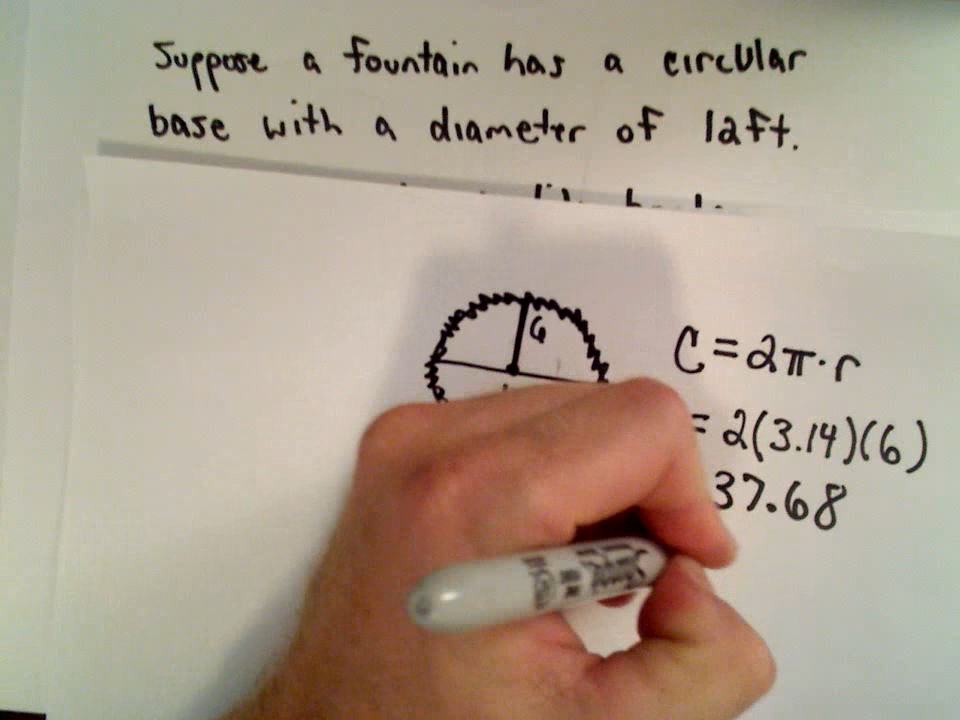 Suppose a fountain has a circular
base with a diameter of 12ft.
6
C = 2π·r
= 2(3.14)(6)
37.68